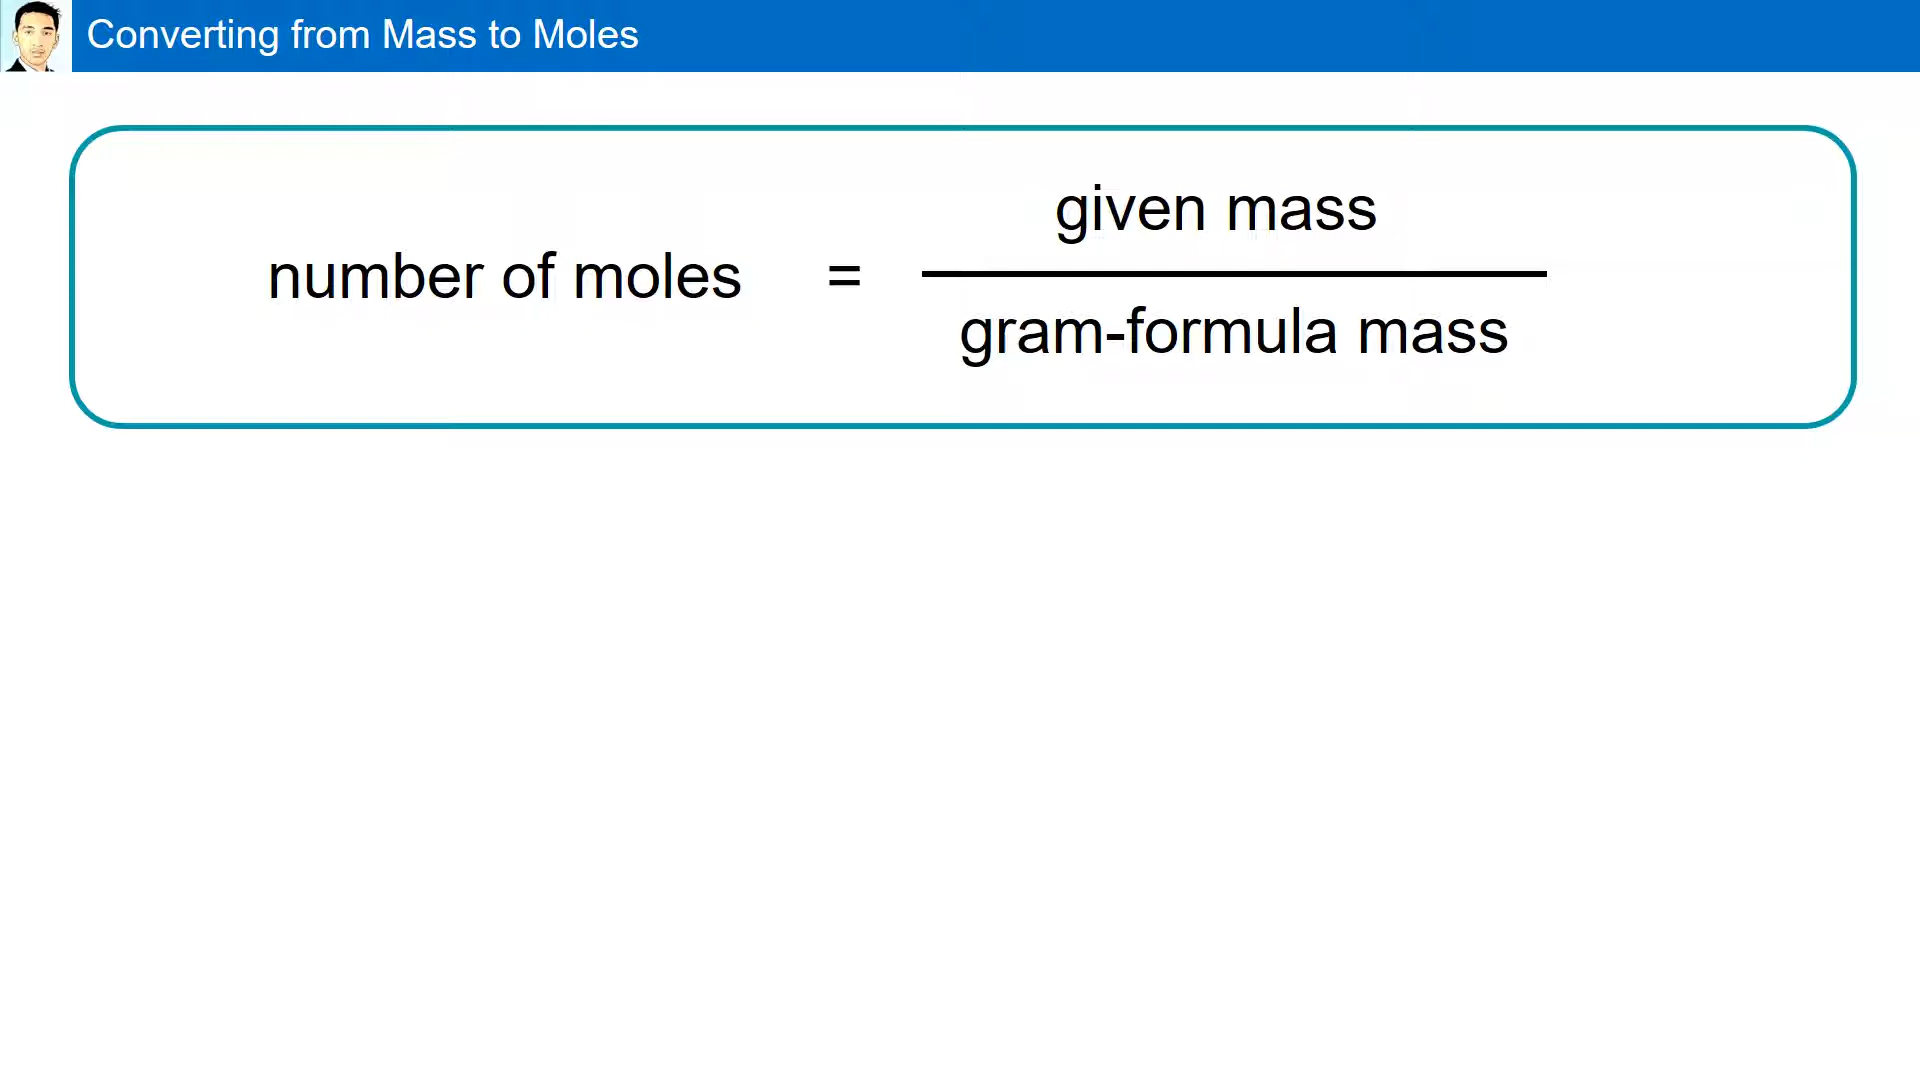 Converting from Mass to Moles
given mass
number of moles =
gram-formula mass